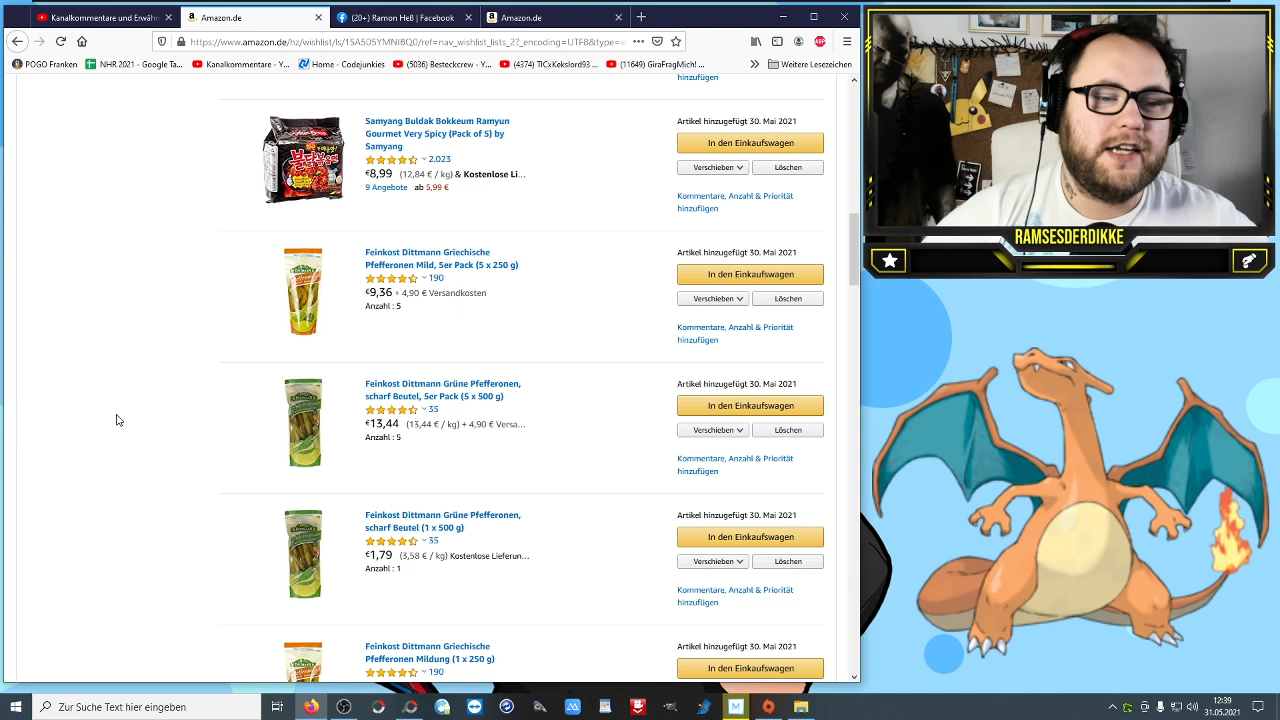 Kanalkommentare und Erwähn
Amazon.de
(20+) Ramon Heß | Facebook
Amazon.de
https://www.amazon.de/hz/wishlist/ls/
ref=nav_wishlist_lists_2?_encoding=UTF8&type=
POGO Franken
NHR 2021 - Google Ta...
Kanalkommentare - Y...
Home - Codejunkies
(5036) Besteckcrew - Y...
(4374) TICxKekslord93 ...
(11649) GiraFragMich! ...
Weitere Lesezeichen
hinzufügen
Samyang Buldak Bokkeum Ramyun
Gourmet Very Spicy (Pack of 5) by
Samyang
2.023
€8,99 (12,84 € / kg) & Kostenlose Li...
9 Angebote ab 5,99 €
Artikel hinzugefügt 30. Mai 2021
In den Einkaufswagen
Verschieben
Löschen
Kommentare, Anzahl & Priorität
hinzufügen
Feinkost Dittmann Griechische
Pfefferonen Mild, 5er Pack (5 x 250 g)
190
€9,36 + 4,90 € Versandkosten
Anzahl : 5
Artikel hinzugefügt 30. Mai 2021
In den Einkaufswagen
Verschieben
Löschen
Kommentare, Anzahl & Priorität
hinzufügen
Feinkost Dittmann Grüne Pfefferonen,
scharf Beutel, 5er Pack (5 x 500 g)
35
€13,44 (13,44 € / kg) + 4,90 € Versa...
Anzahl : 5
Artikel hinzugefügt 30. Mai 2021
In den Einkaufswagen
Verschieben
Löschen
Kommentare, Anzahl & Priorität
hinzufügen
Feinkost Dittmann Grüne Pfefferonen,
scharf Beutel (1 x 500 g)
35
€1,79 (3,58 € / kg) Kostenlose Lieferun...
Anzahl : 1
Artikel hinzugefügt 30. Mai 2021
In den Einkaufswagen
Verschieben
Löschen
Kommentare, Anzahl & Priorität
hinzufügen
Feinkost Dittmann Griechische
Pfefferonen Mildung (1 x 250 g)
190
Artikel hinzugefügt 30. Mai 2021
In den Einkaufswagen
RAMSESDERDIKKE
Zur Suche Text hier eingeben
12:39
31.05.2021